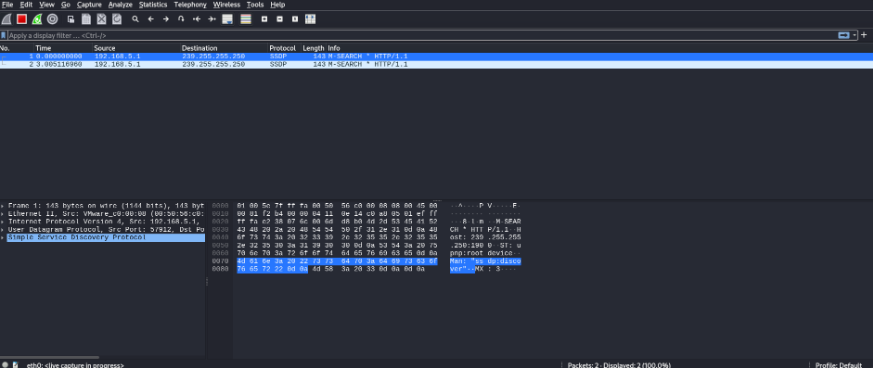 File Edit View Go Capture Analyze Statistics Telephony Wireless Tools Help
Apply a display filter ... <Ctrl-/>
No. Time Source Destination Protocol Length Info
1 0.000000000 192.168.5.1 239.255.255.250 SSDP 143 M-SEARCH * HTTP/1.1
2 3.005116960 192.168.5.1 239.255.255.250 SSDP 143 M-SEARCH * HTTP/1.1
Frame 1: 143 bytes on wire (1144 bits), 143 byt
Ethernet II, Src: VMware_c0:00:08 (00:50:56:c0:
Internet Protocol Version 4, Src: 192.168.5.1,
User Datagram Protocol, Src Port: 57912, Dst Po
Simple Service Discovery Protocol
0000 01 00 5e 7f ff fa 00 50 56 c0 00 08 08 00 45 00
0010 00 81 f2 b4 00 00 04 11 0e 14 c0 a8 05 01 ef ff
0020 ff fa e2 38 07 6c 00 6d d8 b0 4d 2d 53 45 41 52
0030 43 48 20 2a 20 48 54 54 50 2f 31 2e 31 0d 0a 48 CH * HTT P/1.1··H
0040 6f 73 74 3a 20 32 33 39 2e 32 35 35 2e 32 35 35 ost: 239 .255.255
0050 2e 32 35 30 3a 31 39 30 30 0d 0a 53 54 3a 20 75 .250:190 0··ST: u
0060 70 6e 70 3a 72 6f 6f 74 64 65 76 69 63 65 0d 0a pnp:root device··
0070 4d 61 6e 3a 20 22 73 73 64 70 3a 64 69 73 63 6f Man: "ss dp:disco
0080 76 65 72 22 0d 0a 4d 58 3a 20 33 0d 0a 0d 0a ver"··MX : 3····
eth0: <live capture in progress> Packets: 2 · Displayed: 2 (100.0%) Profile: Default